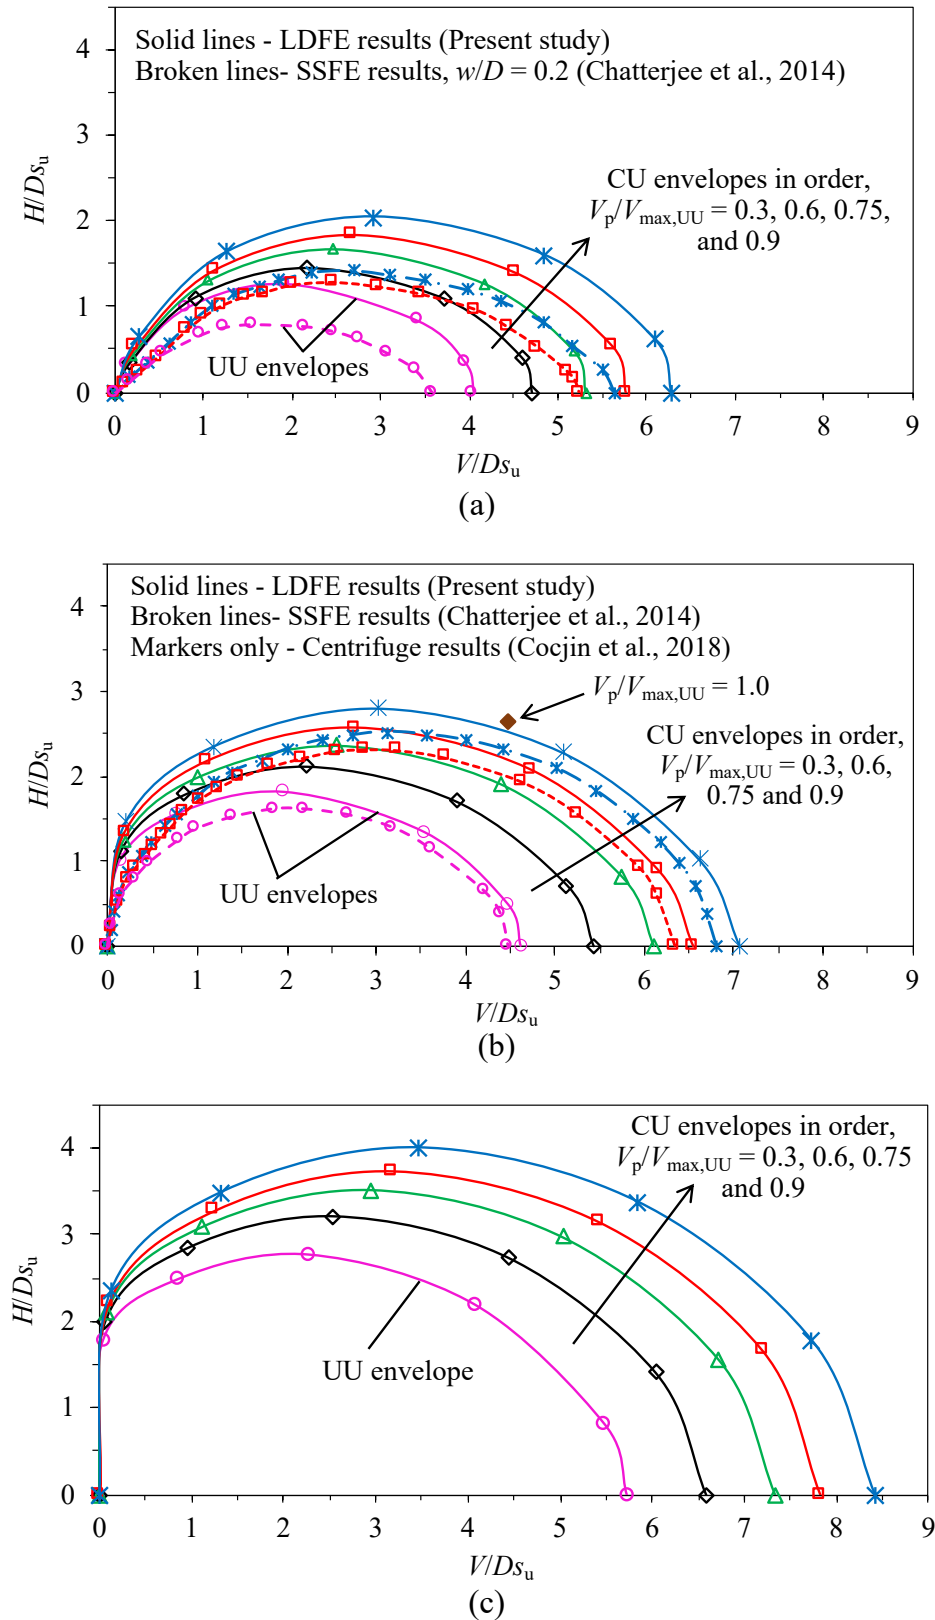 Solid lines - LDFE results (Present study)
Broken lines- SSFE results, w/D = 0.2 (Chatterjee et al., 2014)
CU envelopes in order,
Vp/Vmax,UU = 0.3, 0.6, 0.75,
and 0.9
UU envelopes
H/Dsu
4
3
2
1
0
0 1 2 3 4 5 6 7 8 9
V/Dsu
(a)
Solid lines - LDFE results (Present study)
Broken lines- SSFE results (Chatterjee et al., 2014)
Markers only - Centrifuge results (Cocjin et al., 2018)
Vp/Vmax,UU = 1.0
CU envelopes in order,
Vp/Vmax,UU = 0.3, 0.6,
0.75 and 0.9
UU envelopes
H/Dsu
4
3
2
1
0
0 1 2 3 4 5 6 7 8 9
V/Dsu
(b)
CU envelopes in order,
Vp/Vmax,UU = 0.3, 0.6, 0.75
and 0.9
UU envelope
H/Dsu
4
3
2
1
0
0 1 2 3 4 5 6 7 8 9
V/Dsu
(c)